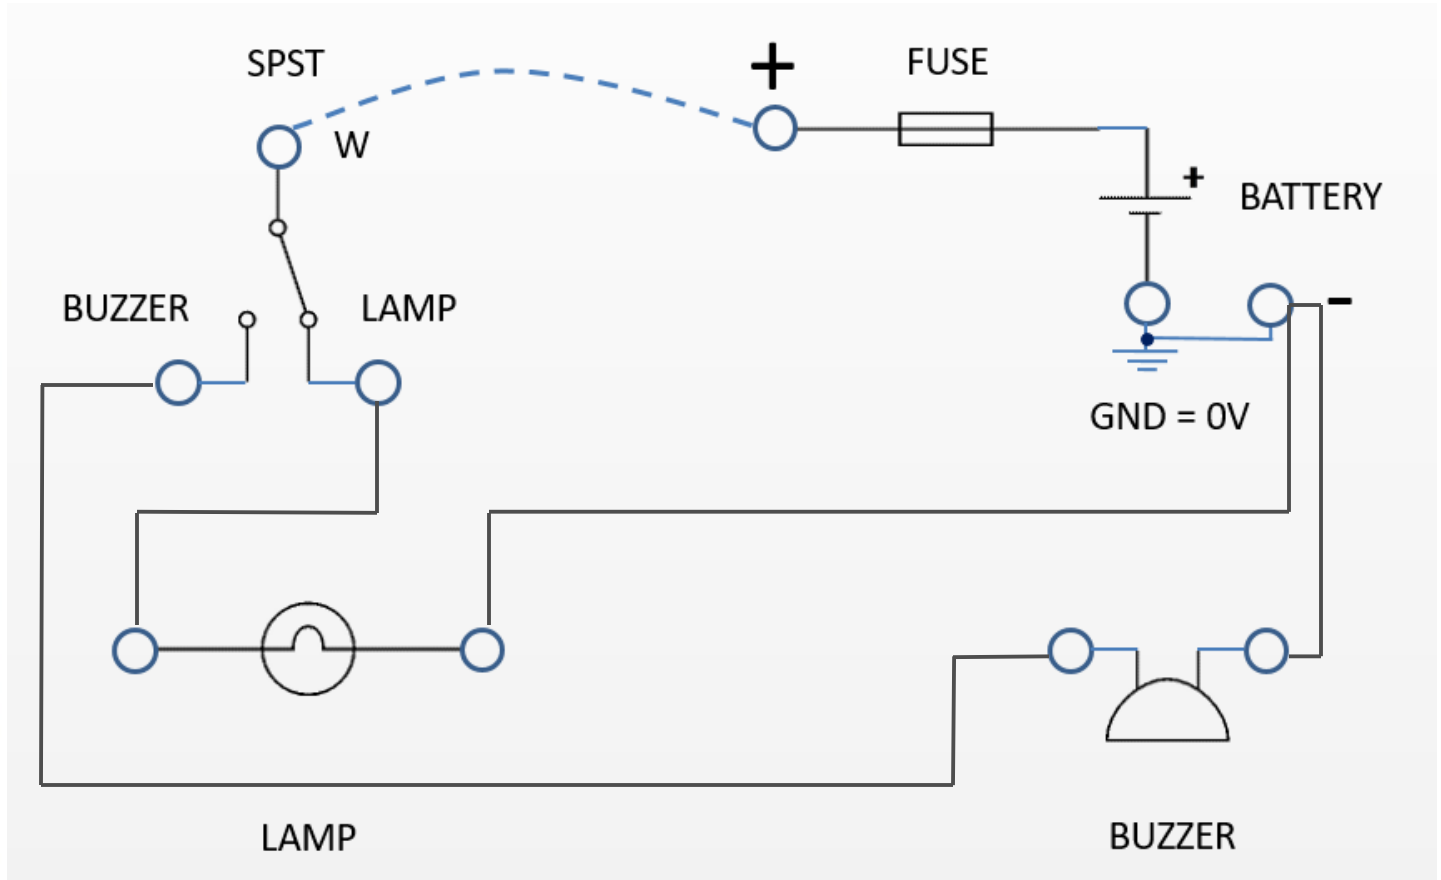 SPST
+
FUSE
W
+
BATTERY
BUZZER
LAMP
-
GND = 0V
LAMP
BUZZER